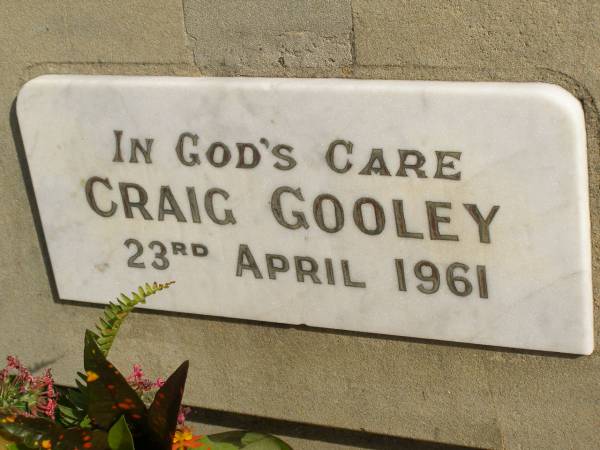 IN GOD'S CARE
CRAIG GOOLEY
23RD APRIL 1961